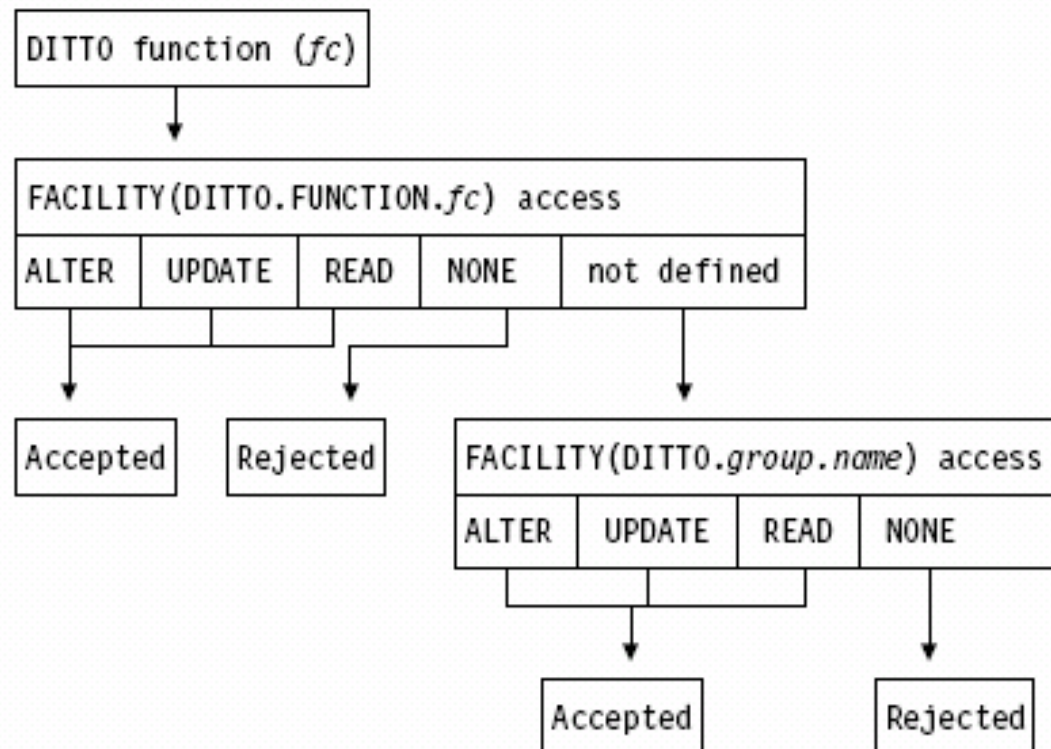 DITTO function (fc)
FACILITY(DITTO.FUNCTION.fc) access
ALTER UPDATE READ NONE not defined
Accepted Rejected FACILITY(DITTO.group.name) access
ALTER UPDATE READ NONE
Accepted Rejected